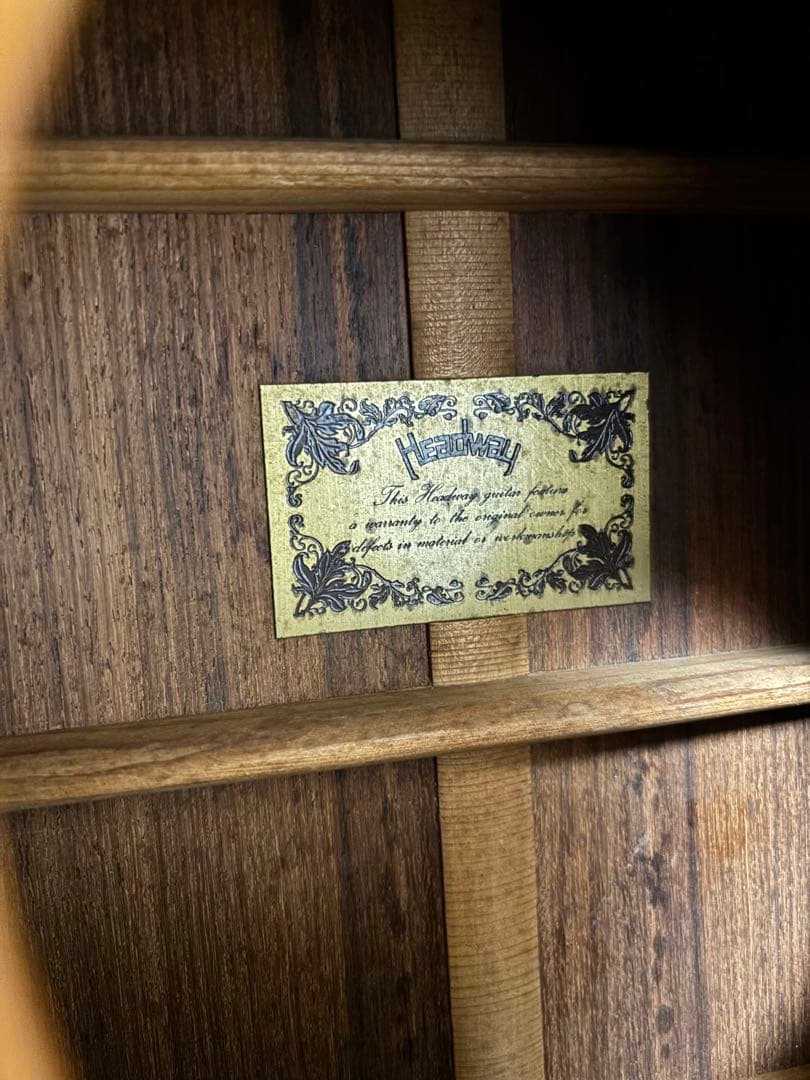 Headway
This Headway guitar features
a warranty to the original owner for
defects in material or workmanship